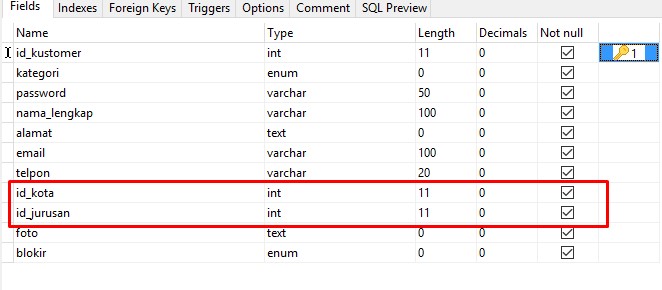 Fields Indexes Foreign Keys Triggers Options Comment SQL Preview
Name Type Length Decimals Not null
id_kustomer int 11 0 1
kategori enum 0 0
password varchar 50 0
nama_lengkap varchar 100 0
alamat text 0 0
email varchar 100 0
telpon varchar 20 0
id_kota int 11 0
id_jurusan int 11 0
foto text 0 0
blokir enum 0 0